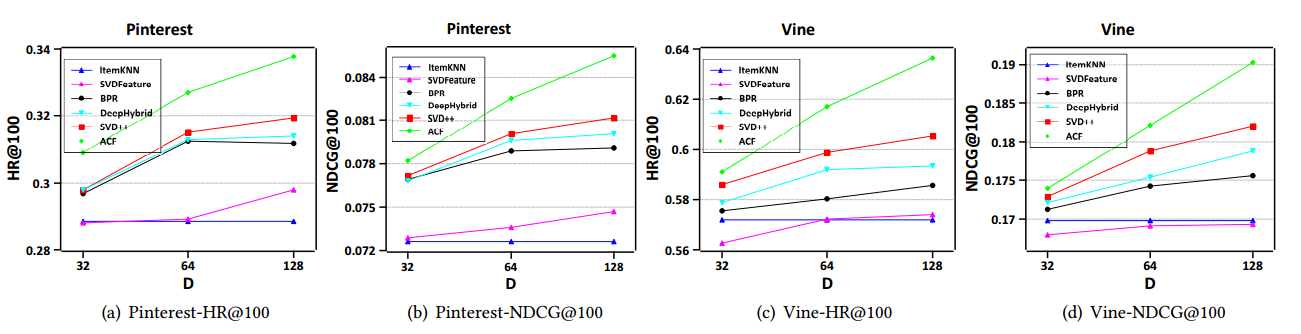 Pinterest
HR@100
0.34
0.32
0.3
0.28
ItemKNN
SVDFeature
BPR
DeepHybrid
SVD++
ACF
32 64 128
D
(a) Pinterest-HR@100
Pinterest
NDCG@100
0.084
0.081
0.078
0.075
0.072
ItemKNN
SVDFeature
BPR
DeepHybrid
SVD++
ACF
32 64 128
D
(b) Pinterest-NDCG@100
Vine
HR@100
0.64
0.62
0.6
0.58
0.56
ItemKNN
SVDFeature
BPR
DeepHybrid
SVD++
ACF
32 64 128
D
(c) Vine-HR@100
Vine
NDCG@100
0.19
0.185
0.18
0.175
0.17
ItemKNN
SVDFeature
BPR
DeepHybrid
SVD++
ACF
32 64 128
D
(d) Vine-NDCG@100